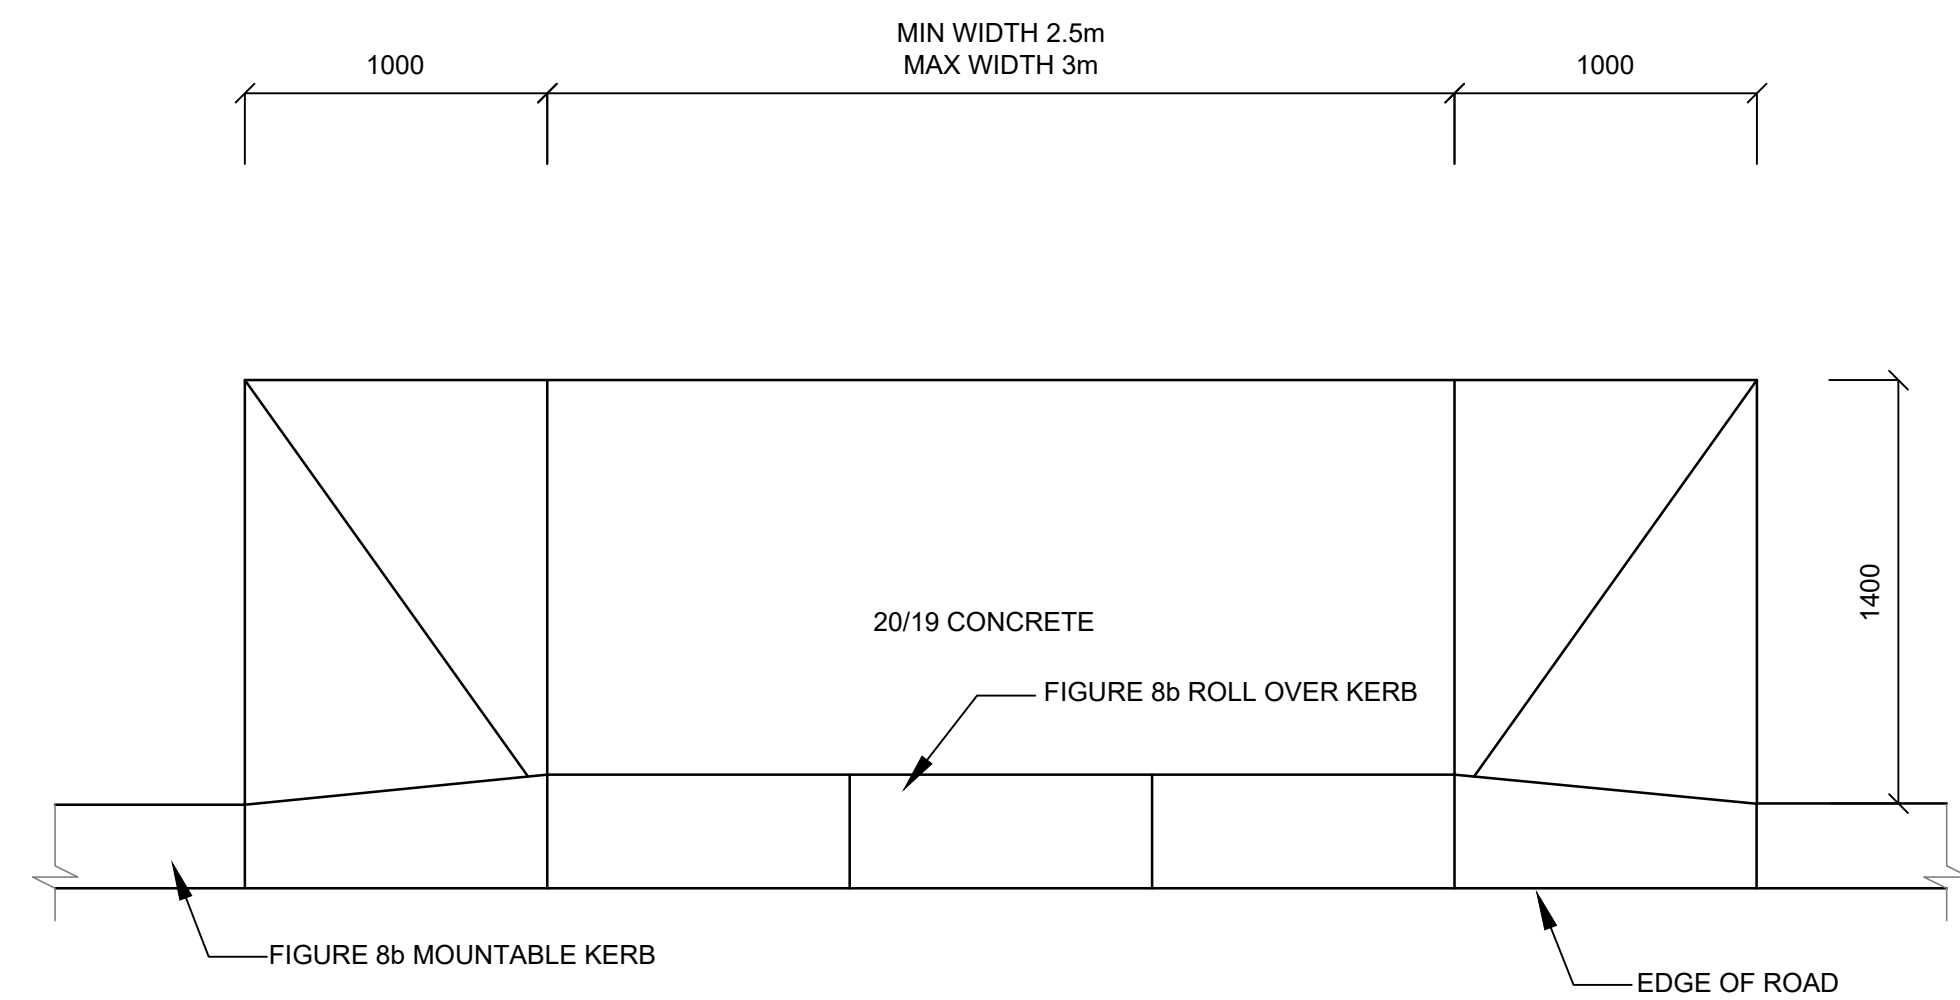 MIN WIDTH 2.5m
MAX WIDTH 3m
1000
1000
1400
20/19 CONCRETE
FIGURE 8b ROLL OVER KERB
FIGURE 8b MOUNTABLE KERB
EDGE OF ROAD